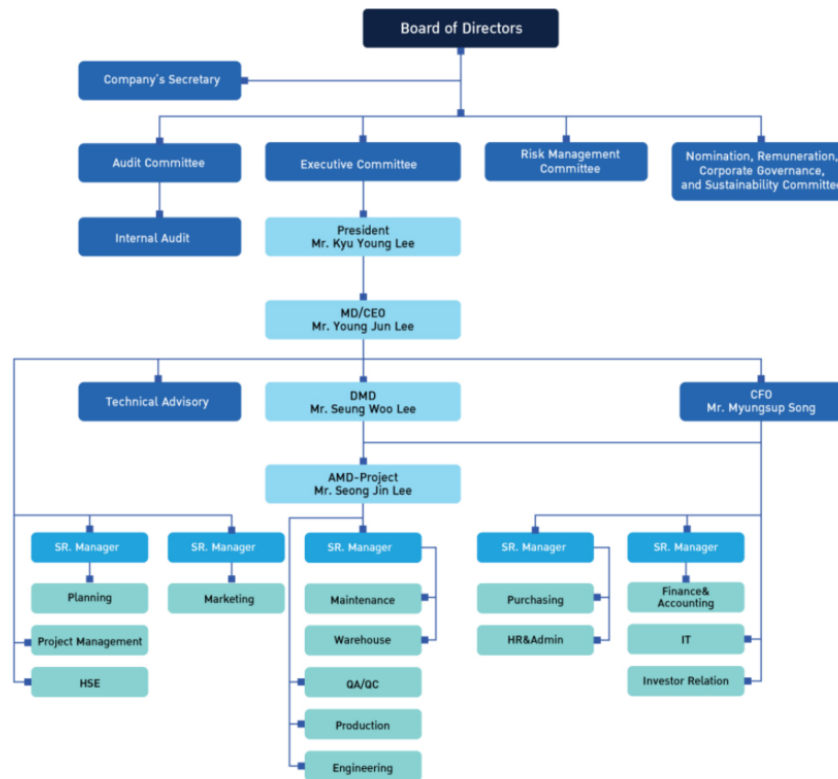 Board of Directors
Company's Secretary
Audit Committee
Executive Committee
Risk Management
Committee
Nomination, Remuneration,
Corporate Governance,
and Sustainability Committee
Internal Audit
President
Mr. Kyu Young Lee
MD/CEO
Mr. Young Jun Lee
Technical Advisory
DMD
Mr. Seung Woo Lee
CFO
Mr. Myungsup Song
AMD-Project
Mr. Seong Jin Lee
SR. Manager
SR. Manager
SR. Manager
SR. Manager
SR. Manager
Planning
Marketing
Maintenance
Purchasing
Finance&
Accounting
Project Management
Warehouse
HR&Admin
IT
HSE
QA/QC
Investor Relation
Production
Engineering